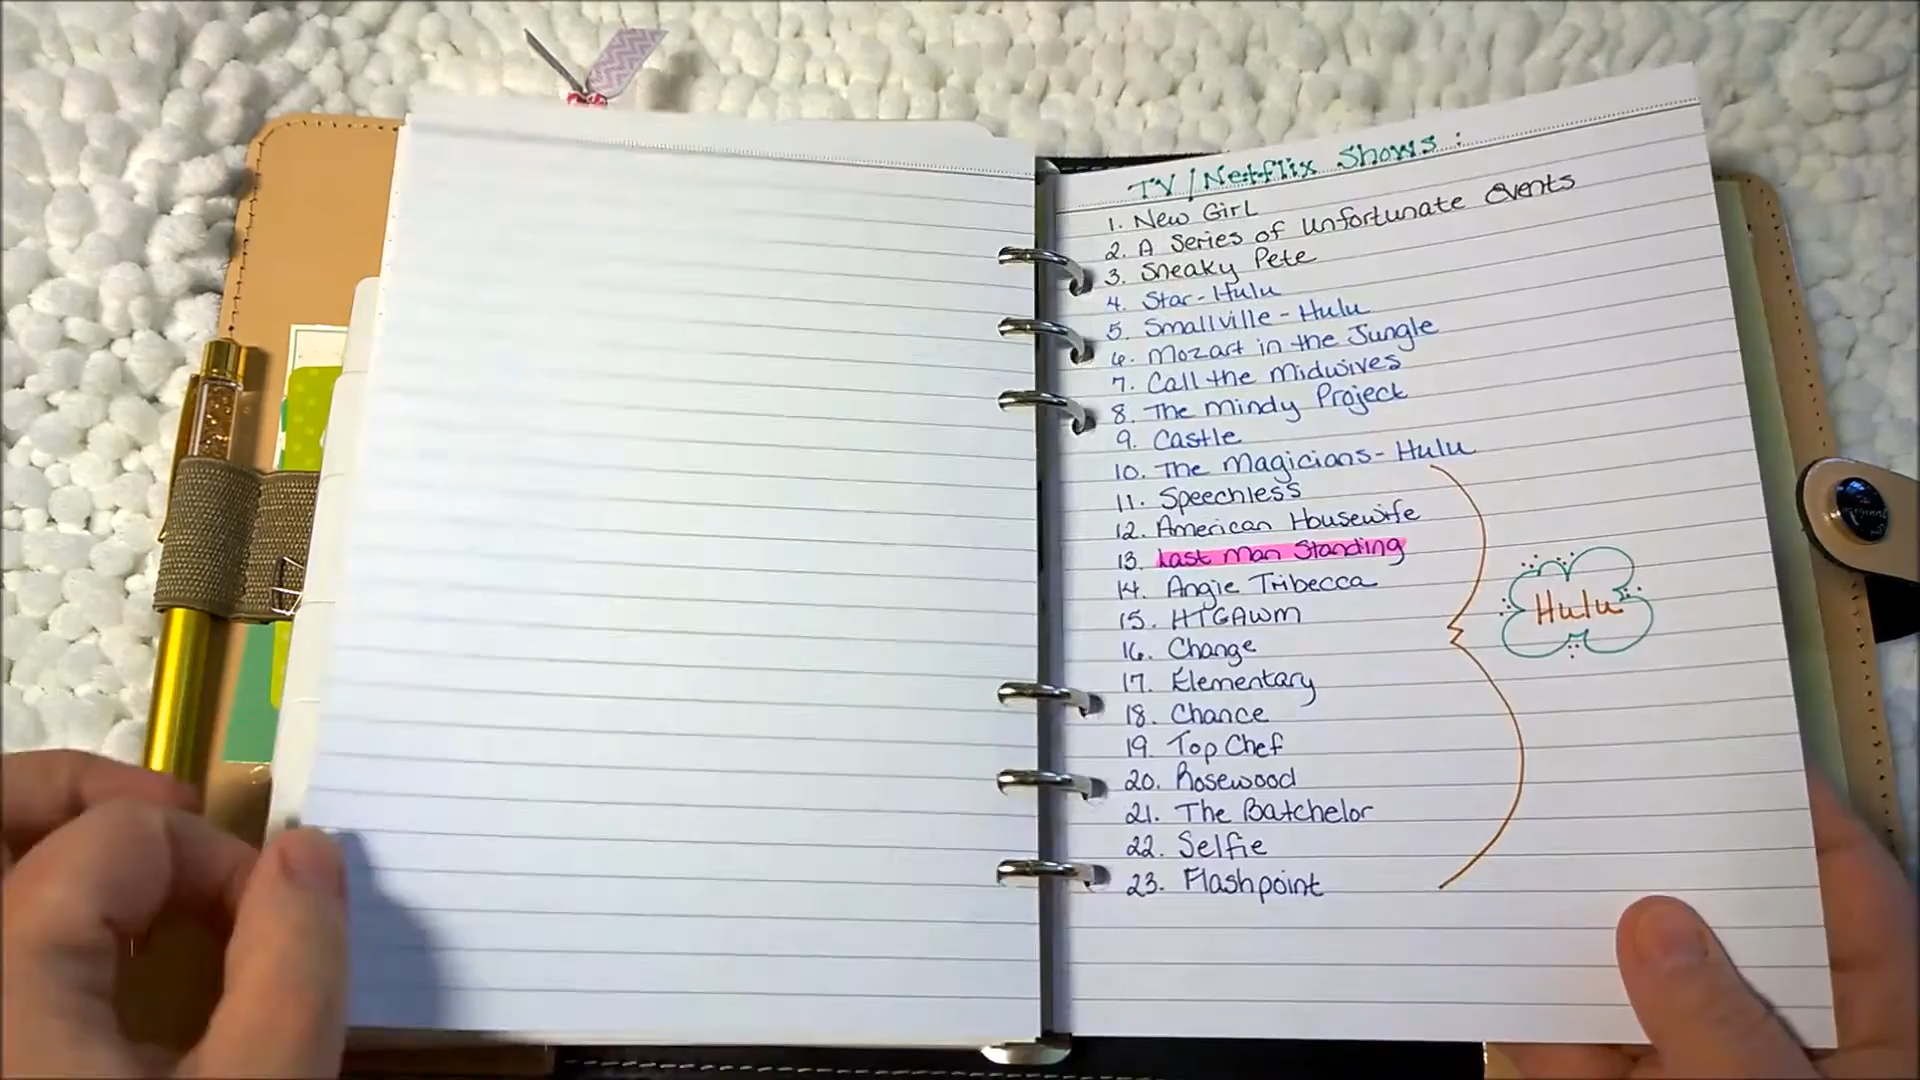 TV/Netflix Shows:
1. New Girl
2. A Series of Unfortunate Events
3. Sneaky Pete
4. Star-Hulu
5. Smallville-Hulu
6. Mozart in the Jungle
7. Call the Midwives
8. The Mindy Project
9. Castle
10. The Magicians-Hulu
11. Speechless
12. American Housewife
13. Last Man Standing
14. Angie Tribecca
15. HTGAWM
16. Change
17. Elementary
18. Chance
19. Top Chef
20. Rosewood
21. The Batchelor
22. Selfie
23. Flashpoint
Hulu